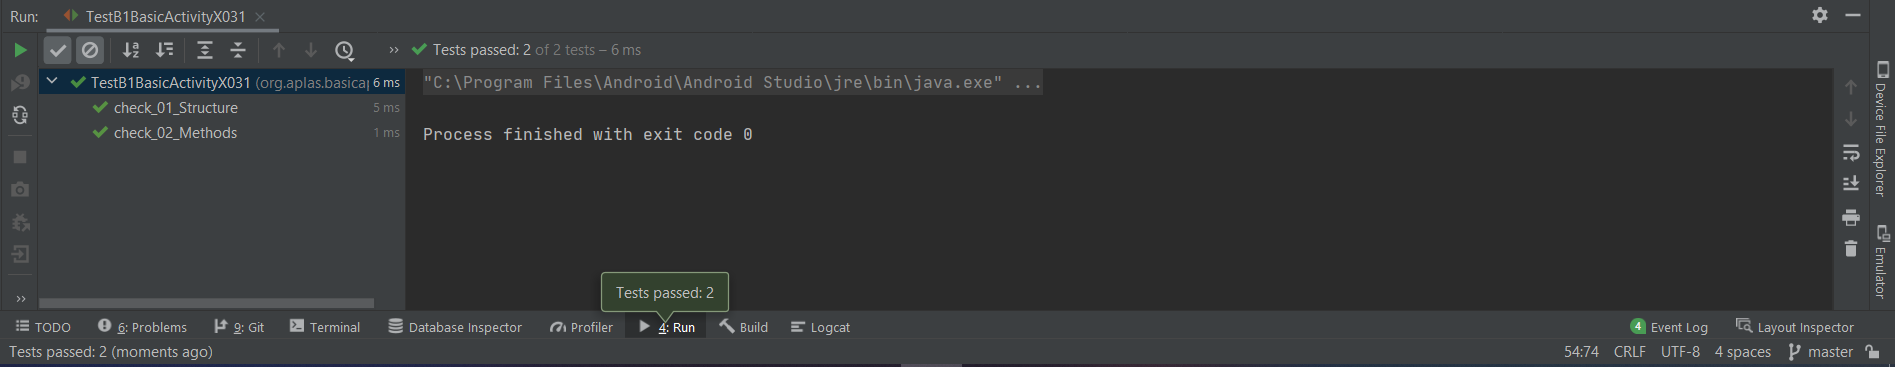 Run: TestB1BasicActivityX031
Tests passed: 2 of 2 tests – 6 ms
TestB1BasicActivityX031 (org.aplas.basicap 6 ms
check_01_Structure 5 ms
check_02_Methods 1 ms
"C:\Program Files\Android\Android Studio\jre\bin\java.exe" ...
Process finished with exit code 0
Device File Explorer
Emulator
Tests passed: 2
TODO 6: Problems 9: Git Terminal Database Inspector Profiler 4: Run Build Logcat 4 Event Log Layout Inspector
Tests passed: 2 (moments ago) 54:74 CRLF UTF-8 4 spaces master